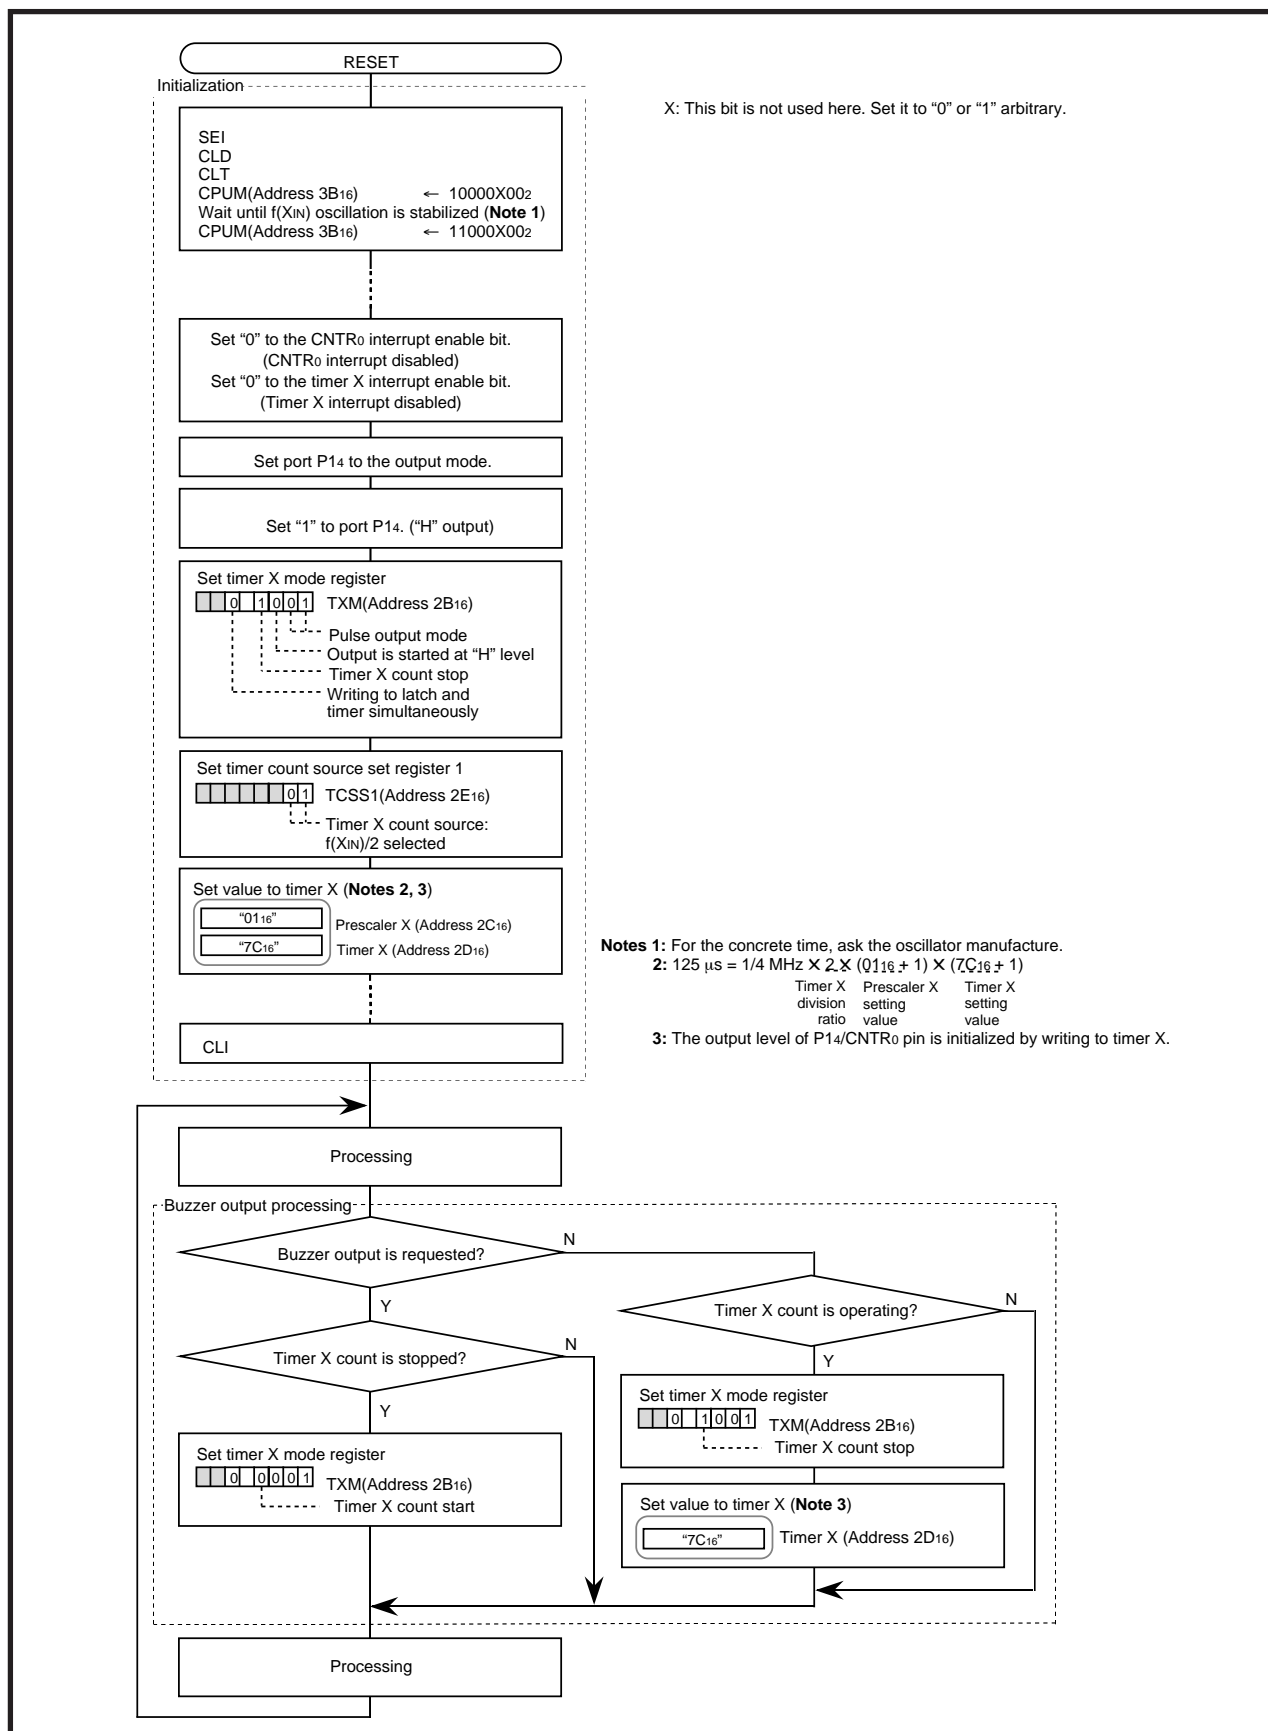 RESET
Initialization
X: This bit is not used here. Set it to “0” or “1” arbitrary.
SEI
CLD
CLT
CPUM(Address 3B16) ← 10000X002
Wait until f(XIN) oscillation is stabilized (Note 1)
CPUM(Address 3B16) ← 11000X002
Set “0” to the CNTR0 interrupt enable bit.
(CNTR0 interrupt disabled)
Set “0” to the timer X interrupt enable bit.
(Timer X interrupt disabled)
Set port P14 to the output mode.
Set “1” to port P14. (“H” output)
Set timer X mode register
0 1 0 0 1 TXM(Address 2B16)
Pulse output mode
Output is started at “H” level
Timer X count stop
Writing to latch and
timer simultaneously
Set timer count source set register 1
0 1 TCSS1(Address 2E16)
Timer X count source:
f(XIN)/2 selected
Set value to timer X (Notes 2, 3)
“0116” Prescaler X (Address 2C16)
“7C16” Timer X (Address 2D16)
Notes 1: For the concrete time, ask the oscillator manufacture.
2: 125 μs = 1/4 MHz X 2 X (0116 + 1) X (7C16 + 1)
Timer X Prescaler X Timer X
division setting setting
ratio value value
3: The output level of P14/CNTR0 pin is initialized by writing to timer X.
CLI
Processing
Buzzer output processing
Buzzer output is requested?
N
Y
Timer X count is operating?
N
Y
Timer X count is stopped?
N
Y
Set timer X mode register
0 1 0 0 1 TXM(Address 2B16)
Timer X count stop
Set timer X mode register
0 0 0 0 1 TXM(Address 2B16)
Timer X count start
Set value to timer X (Note 3)
“7C16” Timer X (Address 2D16)
Processing